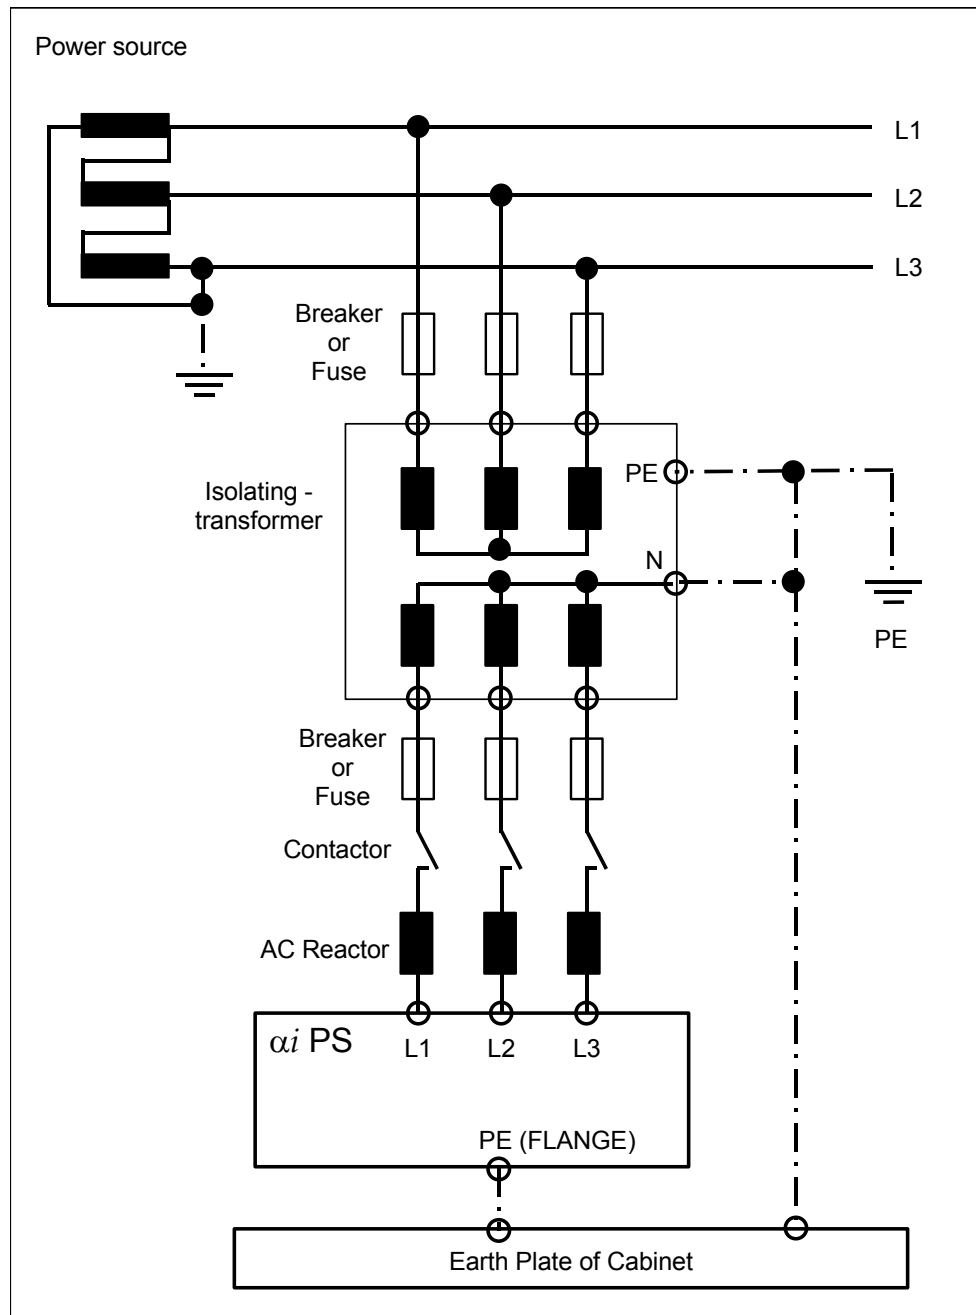 Power source
L1
L2
L3
Breaker
or
Fuse
PE
Isolating -
transformer
N
PE
Breaker
or
Fuse
Contactor
AC Reactor
αi PS
L1 L2 L3
PE (FLANGE)
Earth Plate of Cabinet